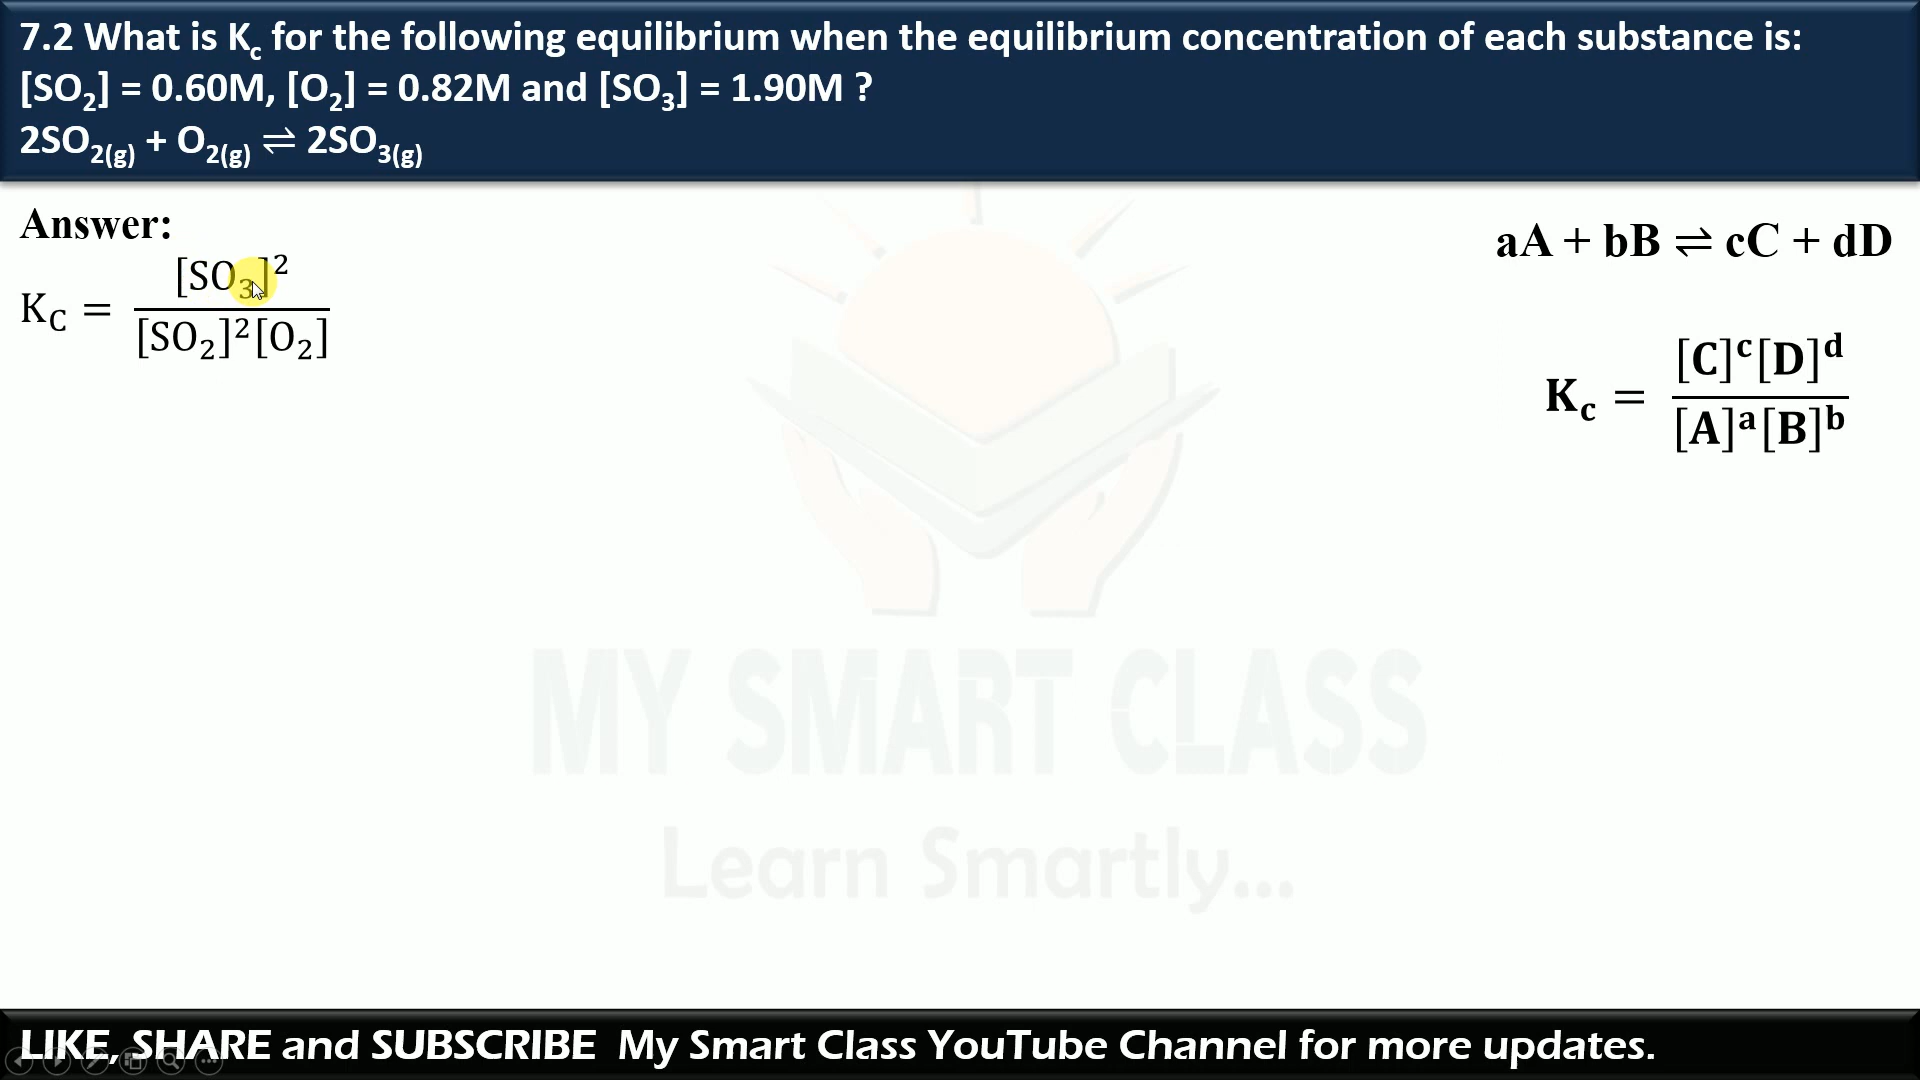 7.2 What is Kc for the following equilibrium when the equilibrium concentration of each substance is:
[SO₂] = 0.60M, [O₂] = 0.82M and [SO₃] = 1.90M ?
2SO₂(g) + O₂(g) ⇌ 2SO₃(g)
Answer:
K_C = [SO₃]² / [SO₂]²[O₂]
aA + bB ⇌ cC + dD
K_c = [C]^c[D]^d / [A]^a[B]^b
MY SMART CLASS
Learn Smartly...
LIKE, SHARE and SUBSCRIBE My Smart Class YouTube Channel for more updates.